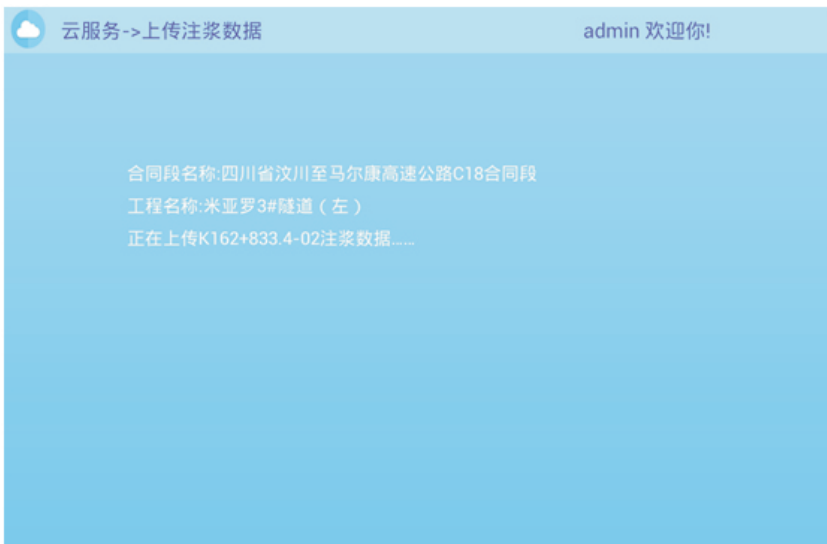 云服务->上传注浆数据
admin 欢迎你!
合同段名称:四川省汶川至马尔康高速公路C18合同段
工程名称:米亚罗3#隧道（左）
正在上传K162+833.4-02注浆数据......